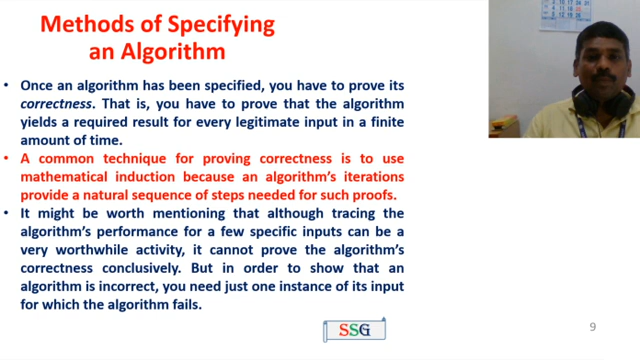 Methods of Specifying
an Algorithm
• Once an algorithm has been specified, you have to prove its
correctness. That is, you have to prove that the algorithm
yields a required result for every legitimate input in a finite
amount of time.
• A common technique for proving correctness is to use
mathematical induction because an algorithm's iterations
provide a natural sequence of steps needed for such proofs.
• It might be worth mentioning that although tracing the
algorithm's performance for a few specific inputs can be a
very worthwhile activity, it cannot prove the algorithm's
correctness conclusively. But in order to show that an
algorithm is incorrect, you need just one instance of its input
for which the algorithm fails.
SSG
9